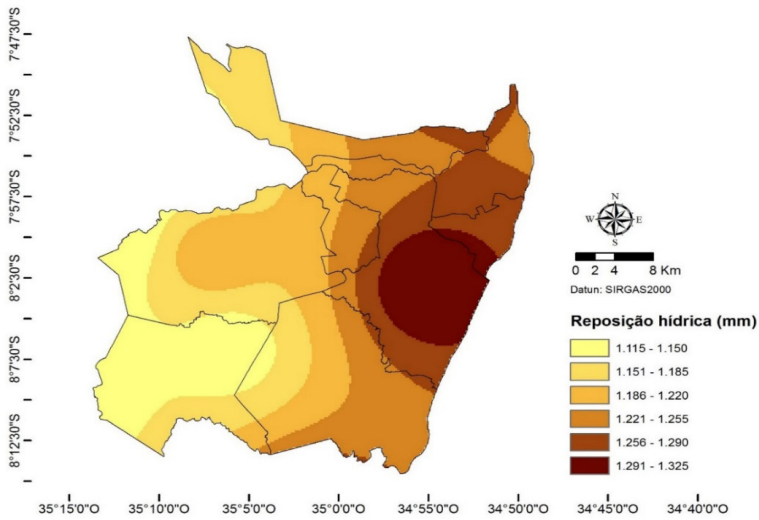 7°47'30"S
7°52'30"S
7°57'30"S
8°2'30"S
8°7'30"S
8°12'30"S
N
W E
S
0 2 4 8 Km
Datun: SIRGAS2000
Reposição hídrica (mm)
1.115 - 1.150
1.151 - 1.185
1.186 - 1.220
1.221 - 1.255
1.256 - 1.290
1.291 - 1.325
35°15'0"O 35°10'0"O 35°5'0"O 35°0'0"O 34°55'0"O 34°50'0"O 34°45'0"O 34°40'0"O